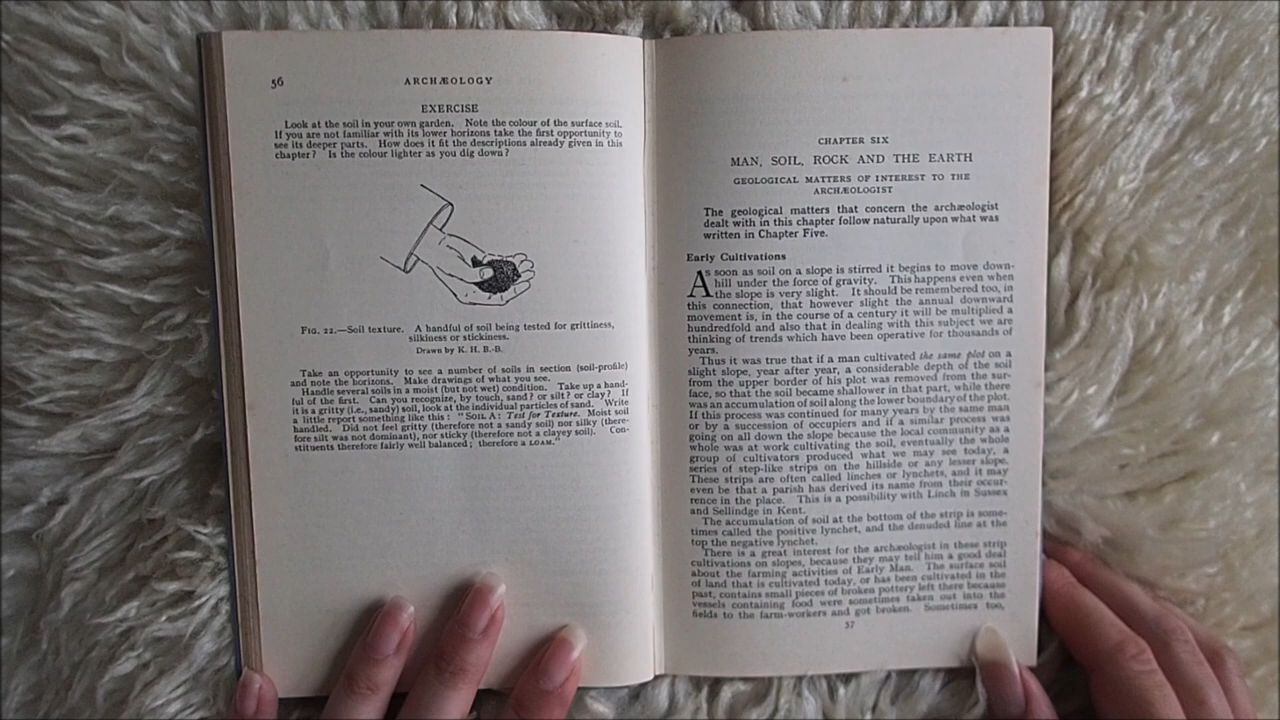 56
ARCHÆOLOGY
EXERCISE
Look at the soil in your own garden. Note the colour of the surface soil.
If you are not familiar with its lower horizons take the first opportunity to
see its deeper parts. How does it fit the descriptions already given in this
chapter? Is the colour lighter as you dig down?
FIG. 22.—Soil texture. A handful of soil being tested for grittiness,
silkiness or stickiness.
Drawn by K. H. B.-B.
Take an opportunity to see a number of soils in section (soil-profile)
and note the horizons. Make drawings of what you see.
Handle several soils in a moist (but not wet) condition. Take up a hand-
ful of the first. Can you recognize, by touch, sand? or silt? or clay? If
it is a gritty (i.e., sandy) soil, look at the individual particles of sand. Write
a little report something like this: "SOIL A: Test for Texture. Moist soil
handled. Did not feel gritty (therefore not a sandy soil) nor silky (there-
fore silt was not dominant), nor sticky (therefore not a clayey soil). Con-
stituents therefore fairly well balanced; therefore a LOAM."
CHAPTER SIX
MAN, SOIL, ROCK AND THE EARTH
GEOLOGICAL MATTERS OF INTEREST TO THE
ARCHÆOLOGIST
The geological matters that concern the archæologist
dealt with in this chapter follow naturally upon what was
written in Chapter Five.
Early Cultivations
As soon as soil on a slope is stirred it begins to move down-
hill under the force of gravity. This happens even when
the slope is very slight. It should be remembered too, in
this connection, that however slight the annual downward
movement is, in the course of a century it will be multiplied a
hundredfold and also that in dealing with this subject we are
thinking of trends which have been operative for thousands of
years.
Thus it was true that if a man cultivated the same plot on a
slight slope, year after year, a considerable depth of the soil
from the upper border of his plot was removed from the sur-
face, so that the soil became shallower in that part, while there
was an accumulation of soil along the lower boundary of the plot.
If this process was continued for many years by the same man
or by a succession of occupiers and if a similar process was
going on all down the slope because the local community as a
whole was at work cultivating the soil, eventually the whole
group of cultivators produced what we may see today, a
series of step-like strips on the hillside or any lesser slope.
These strips are often called linches or lynchets, and it may
even be that a parish has derived its name from their occur-
rence in the place. This is a possibility with Linch in Sussex
and Sellindge in Kent.
The accumulation of soil at the bottom of the strip is some-
times called the positive lynchet, and the denuded line at the
top the negative lynchet.
There is a great interest for the archæologist in these strip
cultivations on slopes, because they may tell him a good deal
about the farming activities of Early Man. The surface soil
of land that is cultivated today, or has been cultivated in the
past, contains small pieces of broken pottery left there because
vessels containing food were sometimes taken out into the
fields to the farm-workers and got broken. Sometimes too,
57